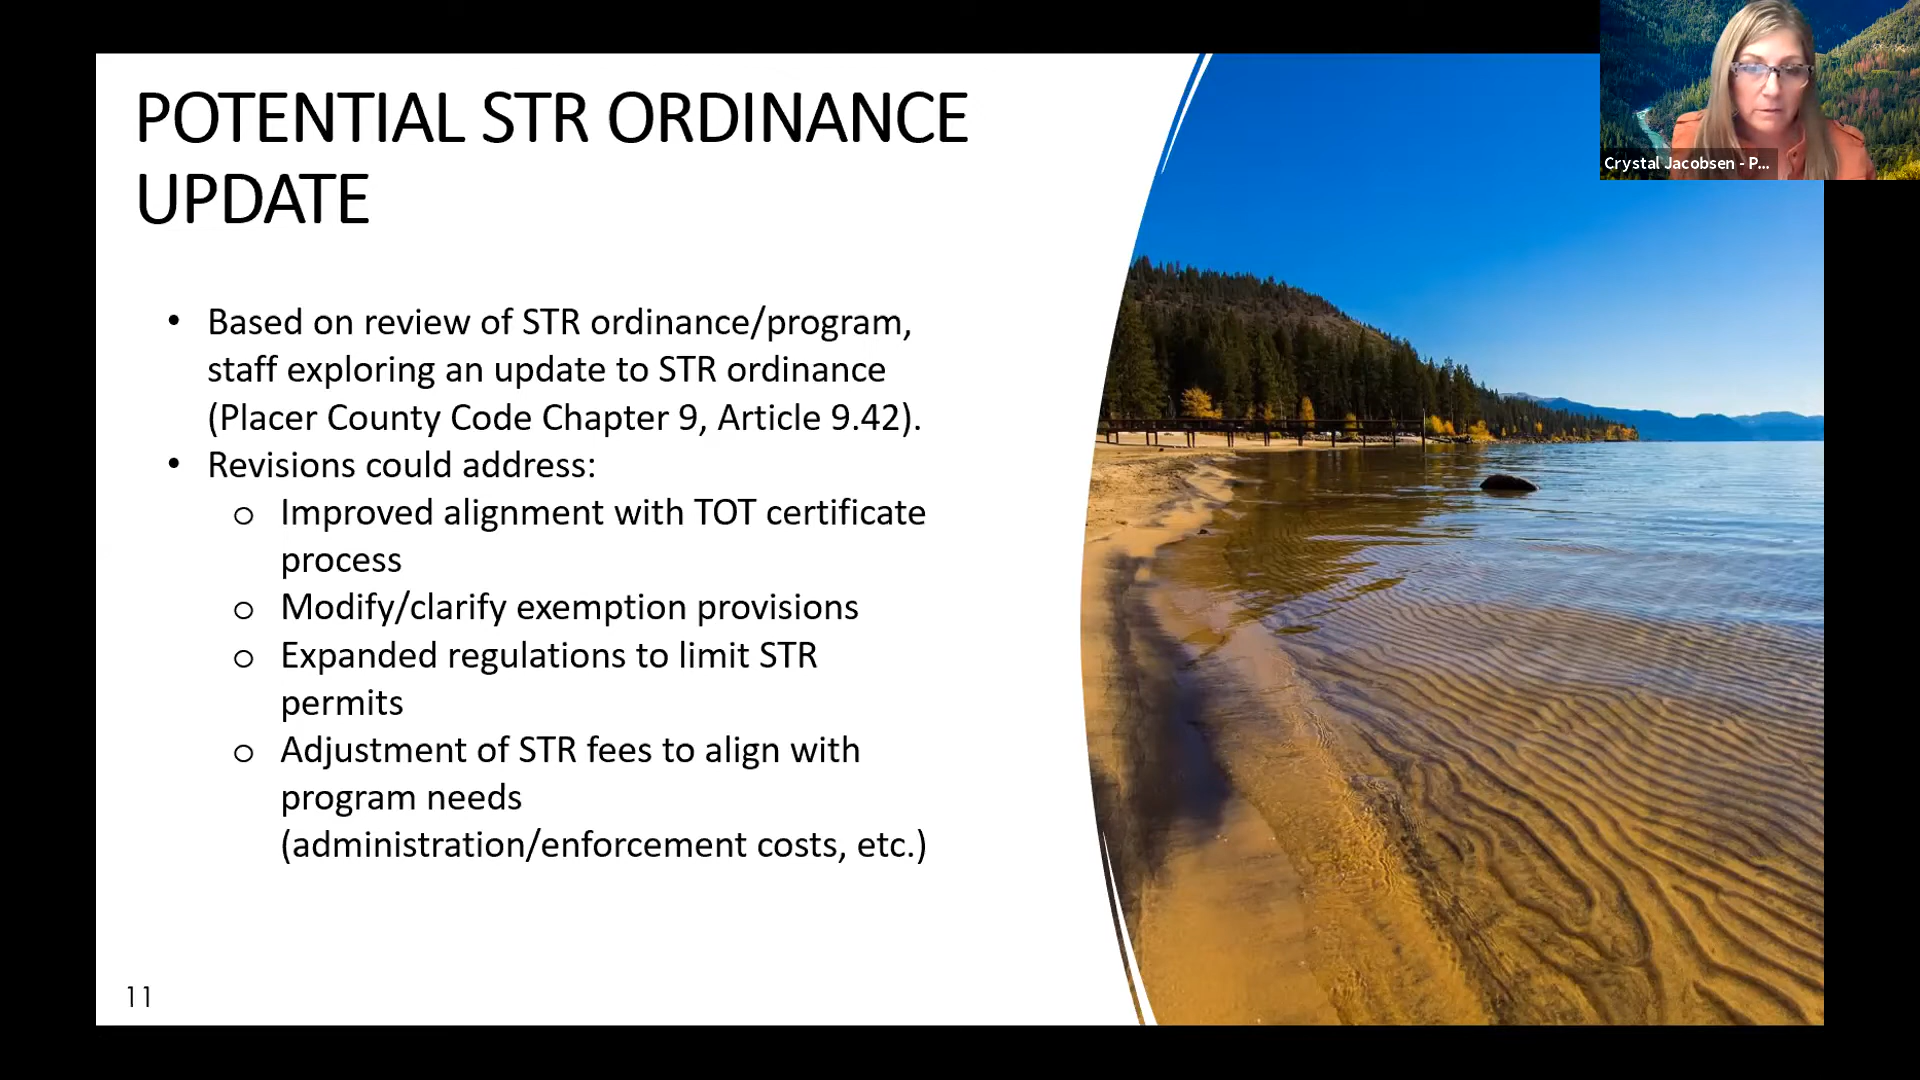 POTENTIAL STR ORDINANCE
UPDATE
• Based on review of STR ordinance/program,
staff exploring an update to STR ordinance
(Placer County Code Chapter 9, Article 9.42).
• Revisions could address:
o Improved alignment with TOT certificate
process
o Modify/clarify exemption provisions
o Expanded regulations to limit STR
permits
o Adjustment of STR fees to align with
program needs
(administration/enforcement costs, etc.)
11
Crystal Jacobsen - P...